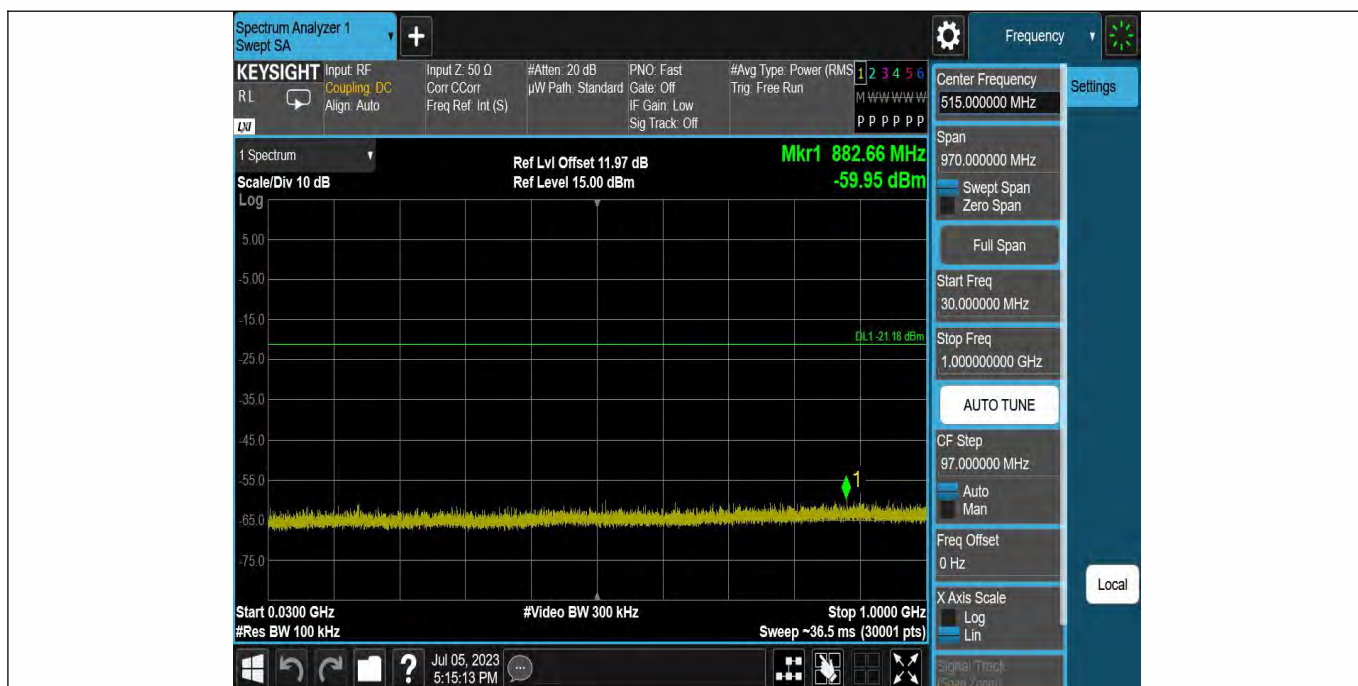 Spectrum Analyzer 1
Swept SA
+
Frequency
KEYSIGHT
R L
LXI
Input: RF
Coupling: DC
Align: Auto
Input Z: 50 Ω
Corr CCorr
Freq Ref: Int (S)
#Atten: 20 dB
µW Path: Standard
PNO: Fast
Gate: Off
IF Gain: Low
Sig Track: Off
#Avg Type: Power (RMS
Trig: Free Run
1 2 3 4 5 6
M W W W W W
P P P P P P
1 Spectrum
Scale/Div 10 dB
Log
Ref Lvl Offset 11.97 dB
Ref Level 15.00 dBm
Mkr1 882.66 MHz
-59.95 dBm
5.00
-5.00
-15.0
DL1 -21.18 dBm
-25.0
-35.0
-45.0
-55.0
1
-65.0
-75.0
Start 0.0300 GHz
#Res BW 100 kHz
#Video BW 300 kHz
Stop 1.0000 GHz
Sweep ~36.5 ms (30001 pts)
Center Frequency
515.000000 MHz
Settings
Span
970.000000 MHz
Swept Span
Zero Span
Full Span
Start Freq
30.000000 MHz
Stop Freq
1.000000000 GHz
AUTO TUNE
CF Step
97.000000 MHz
Auto
Man
Freq Offset
0 Hz
X Axis Scale
Log
Lin
Signal Track
(Span Zoom)
Local
?
Jul 05, 2023
5:15:13 PM